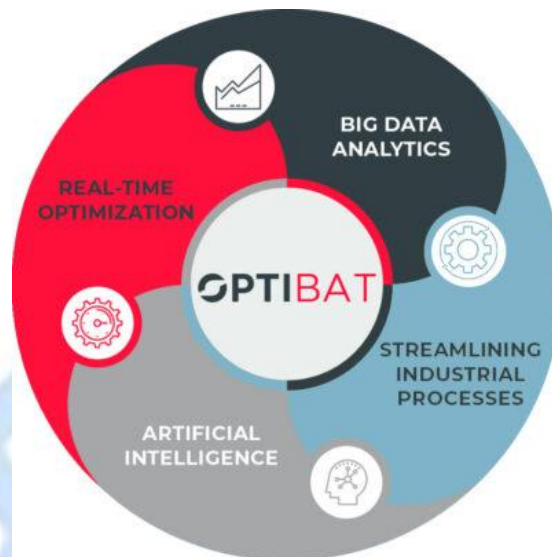 BIG DATA
ANALYTICS
REAL-TIME
OPTIMIZATION
OPTIBAT
STREAMLINING
INDUSTRIAL
PROCESSES
ARTIFICIAL
INTELLIGENCE